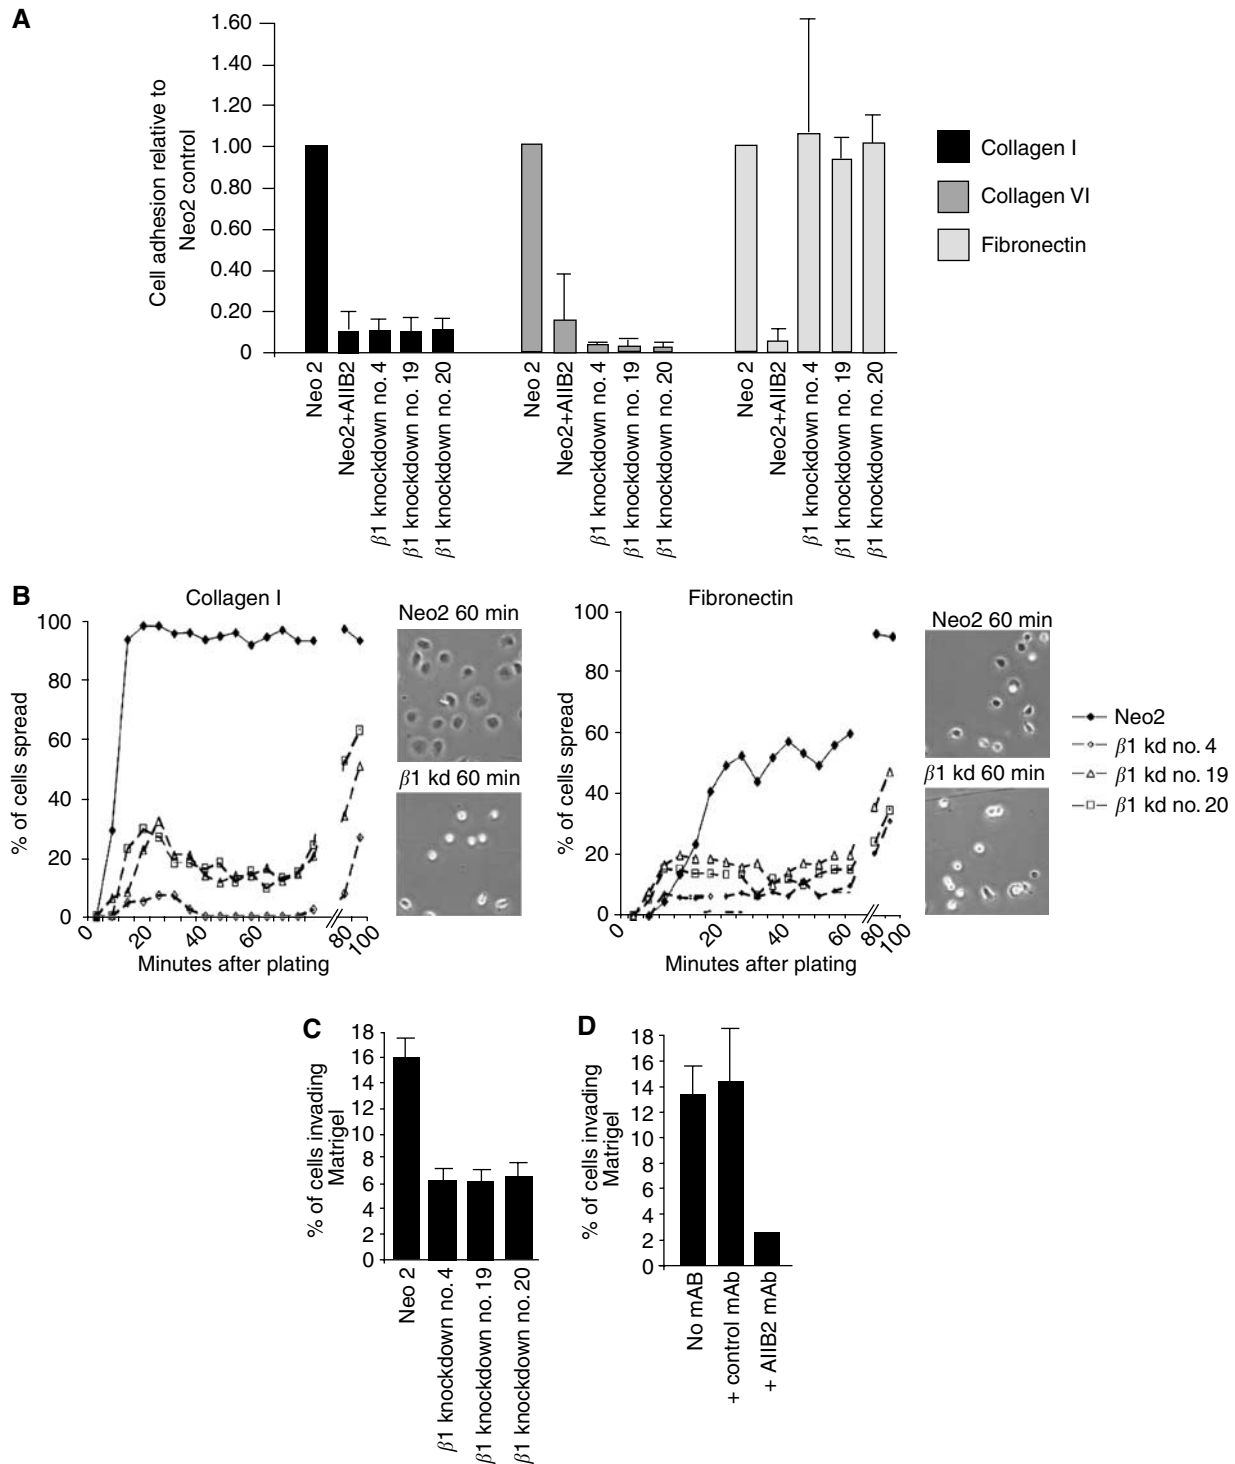 A
Cell adhesion relative to
Neo2 control
1.60
1.40
1.20
1.00
0.80
0.60
0.40
0.20
0
Neo 2
Neo2+AIIB2
β1 knockdown no. 4
β1 knockdown no. 19
β1 knockdown no. 20
Neo 2
Neo2+AIIB2
β1 knockdown no. 4
β1 knockdown no. 19
β1 knockdown no. 20
Neo 2
Neo2+AIIB2
β1 knockdown no. 4
β1 knockdown no. 19
β1 knockdown no. 20
Collagen I
Collagen VI
Fibronectin
B
Collagen I
% of cells spread
100
80
60
40
20
0
0 20 40 60 80 100
Minutes after plating
Neo2 60 min
β1 kd 60 min
Fibronectin
% of cells spread
100
80
60
40
20
0
0 20 40 60 80 100
Minutes after plating
Neo2 60 min
β1 kd 60 min
Neo2
β1 kd no. 4
β1 kd no. 19
β1 kd no. 20
C
% of cells invading
Matrigel
18
16
14
12
10
8
6
4
2
0
Neo 2
β1 knockdown no. 4
β1 knockdown no. 19
β1 knockdown no. 20
D
% of cells invading
Matrigel
18
16
14
12
10
8
6
4
2
0
No mAB
+ control mAb
+ AIIB2 mAb